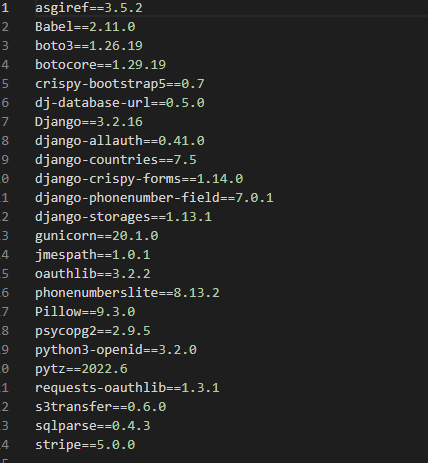 1 asgiref==3.5.2
2 Babel==2.11.0
3 boto3==1.26.19
4 botocore==1.29.19
5 crispy-bootstrap5==0.7
6 dj-database-url==0.5.0
7 Django==3.2.16
8 django-allauth==0.41.0
9 django-countries==7.5
0 django-crispy-forms==1.14.0
1 django-phonenumber-field==7.0.1
2 django-storages==1.13.1
3 gunicorn==20.1.0
4 jmespath==1.0.1
5 oauthlib==3.2.2
6 phonenumberslite==8.13.2
7 Pillow==9.3.0
8 psycopg2==2.9.5
9 python3-openid==3.2.0
0 pytz==2022.6
1 requests-oauthlib==1.3.1
2 s3transfer==0.6.0
3 sqlparse==0.4.3
4 stripe==5.0.0